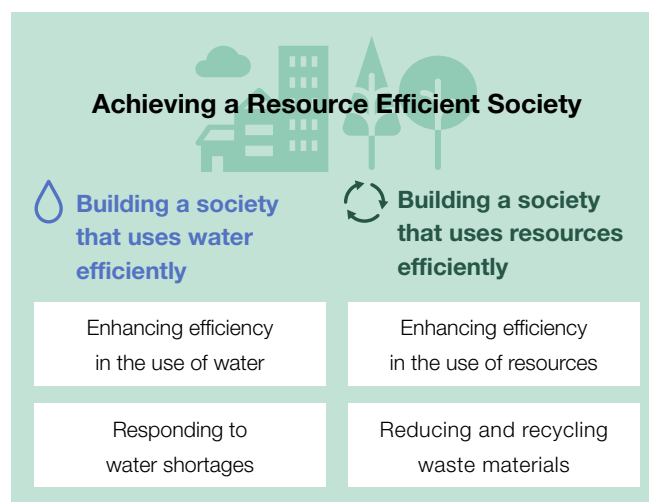 Achieving a Resource Efficient Society
Building a society
that uses water
efficiently
Enhancing efficiency
in the use of water
Responding to
water shortages
Building a society
that uses resources
efficiently
Enhancing efficiency
in the use of resources
Reducing and recycling
waste materials